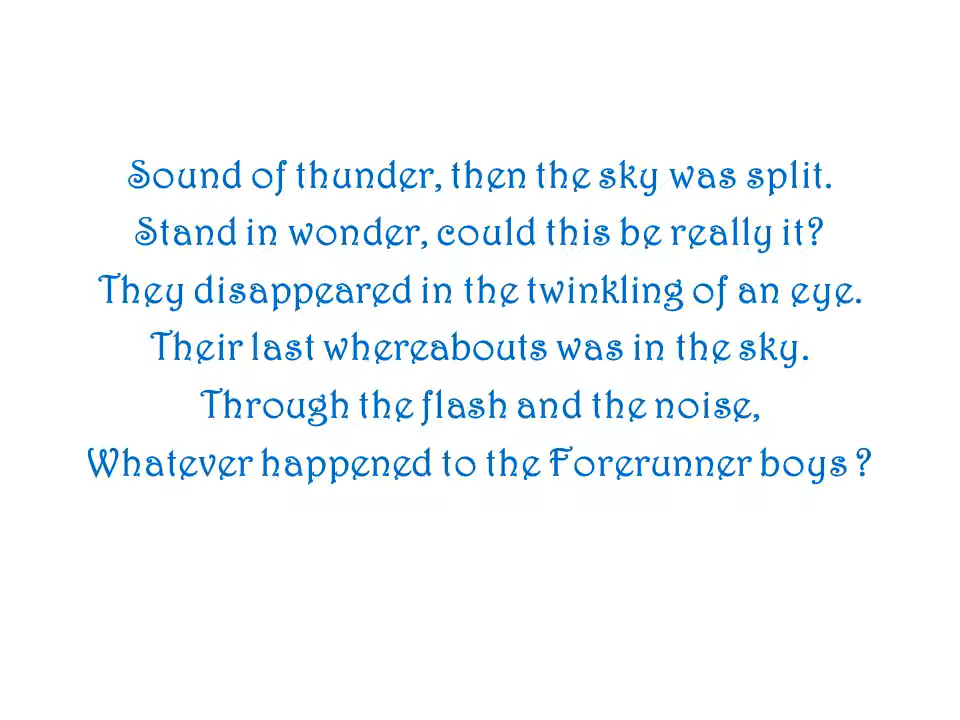 Sound of thunder, then the sky was split.
Stand in wonder, could this be really it?
They disappeared in the twinkling of an eye.
Their last whereabouts was in the sky.
Through the flash and the noise,
Whatever happened to the Forerunner boys ?